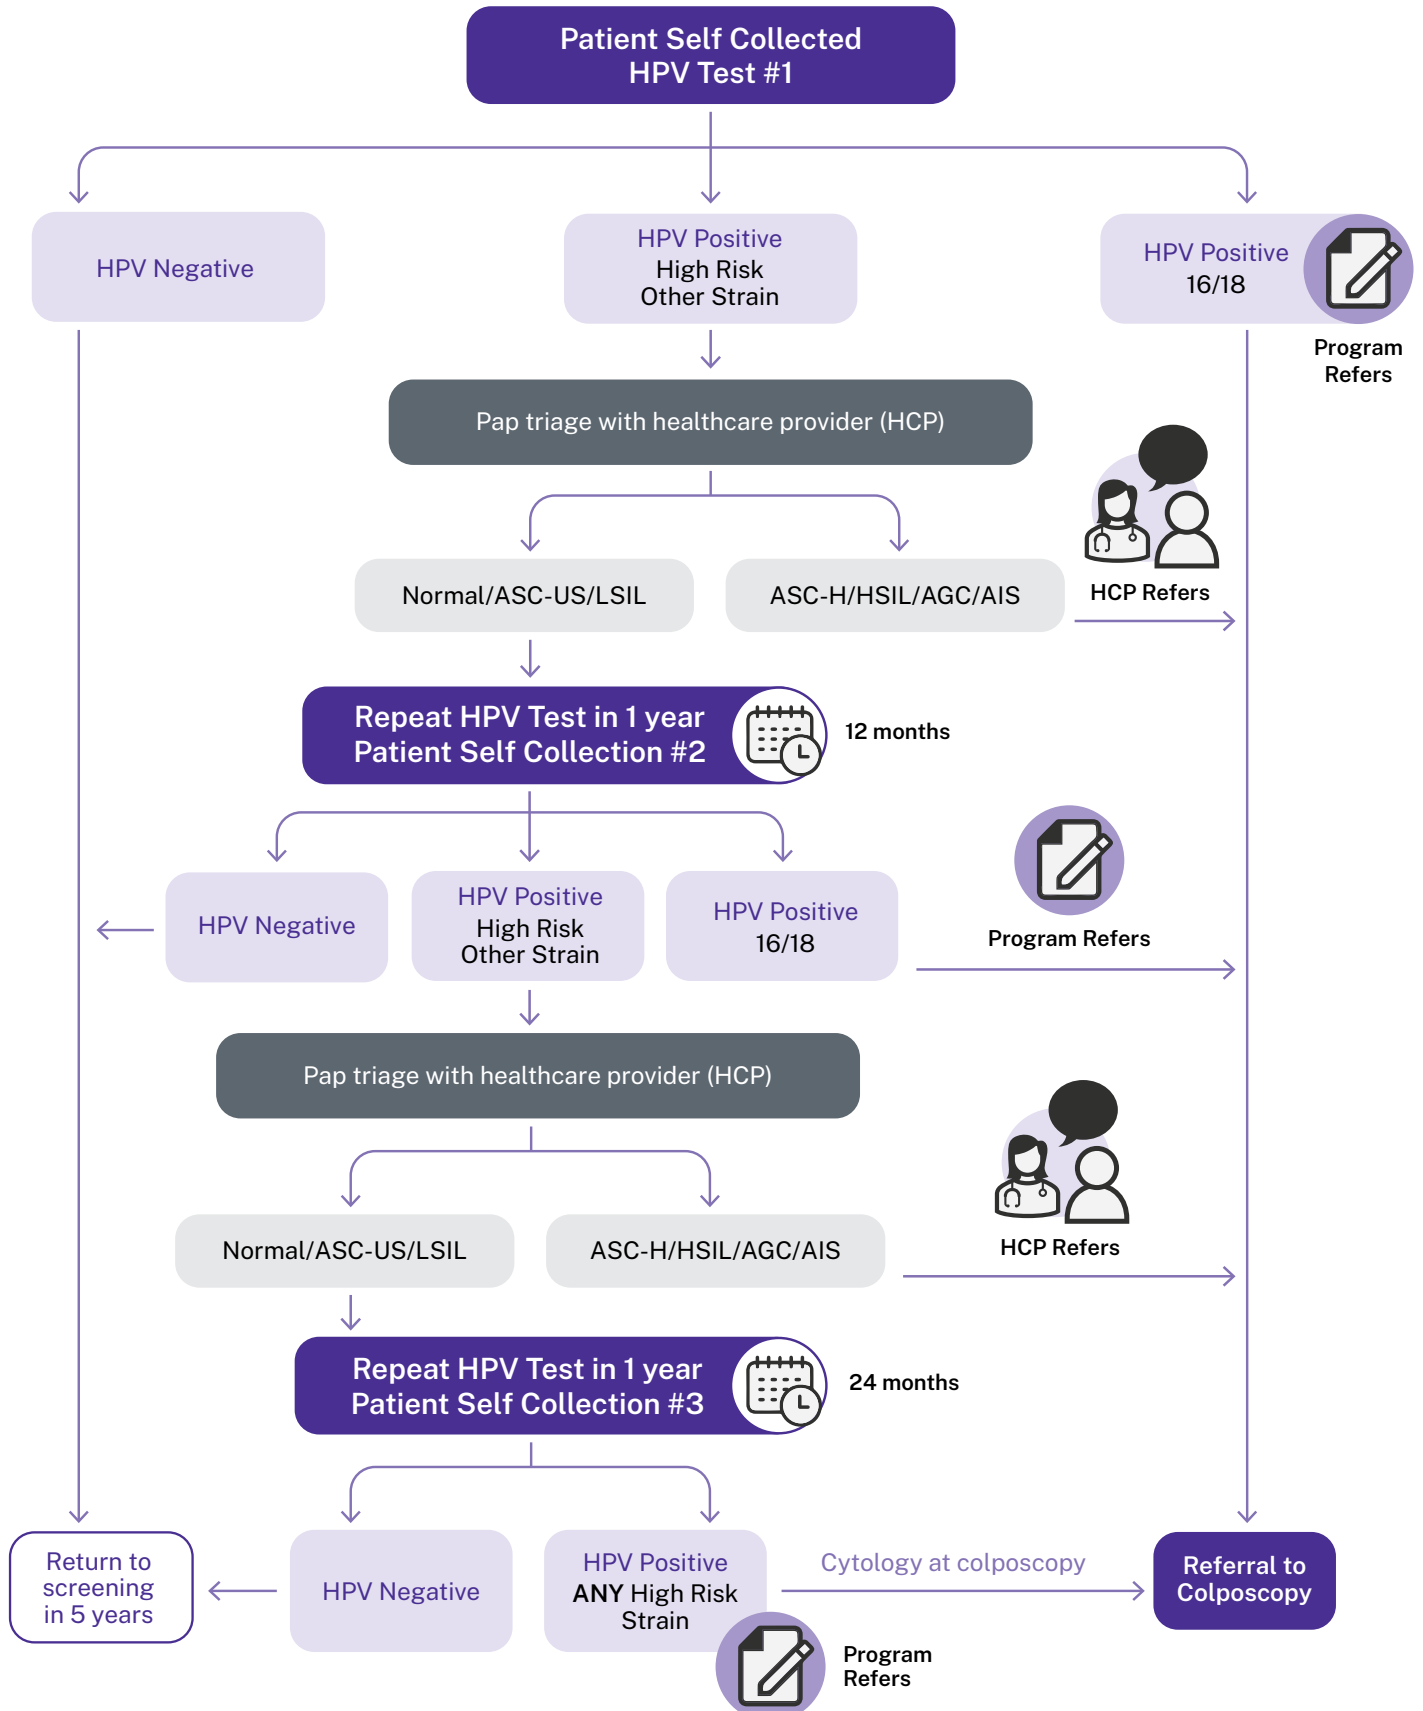 Patient Self Collected
HPV Test #1
HPV Negative
HPV Positive
High Risk
Other Strain
HPV Positive
16/18
Program
Refers
Pap triage with healthcare provider (HCP)
Normal/ASC-US/LSIL
ASC-H/HSIL/AGC/AIS
HCP Refers
Repeat HPV Test in 1 year
Patient Self Collection #2
12 months
HPV Negative
HPV Positive
High Risk
Other Strain
HPV Positive
16/18
Program Refers
Pap triage with healthcare provider (HCP)
Normal/ASC-US/LSIL
ASC-H/HSIL/AGC/AIS
HCP Refers
Repeat HPV Test in 1 year
Patient Self Collection #3
24 months
Return to
screening
in 5 years
HPV Negative
HPV Positive
ANY High Risk
Strain
Program
Refers
Cytology at colposcopy
Referral to
Colposcopy